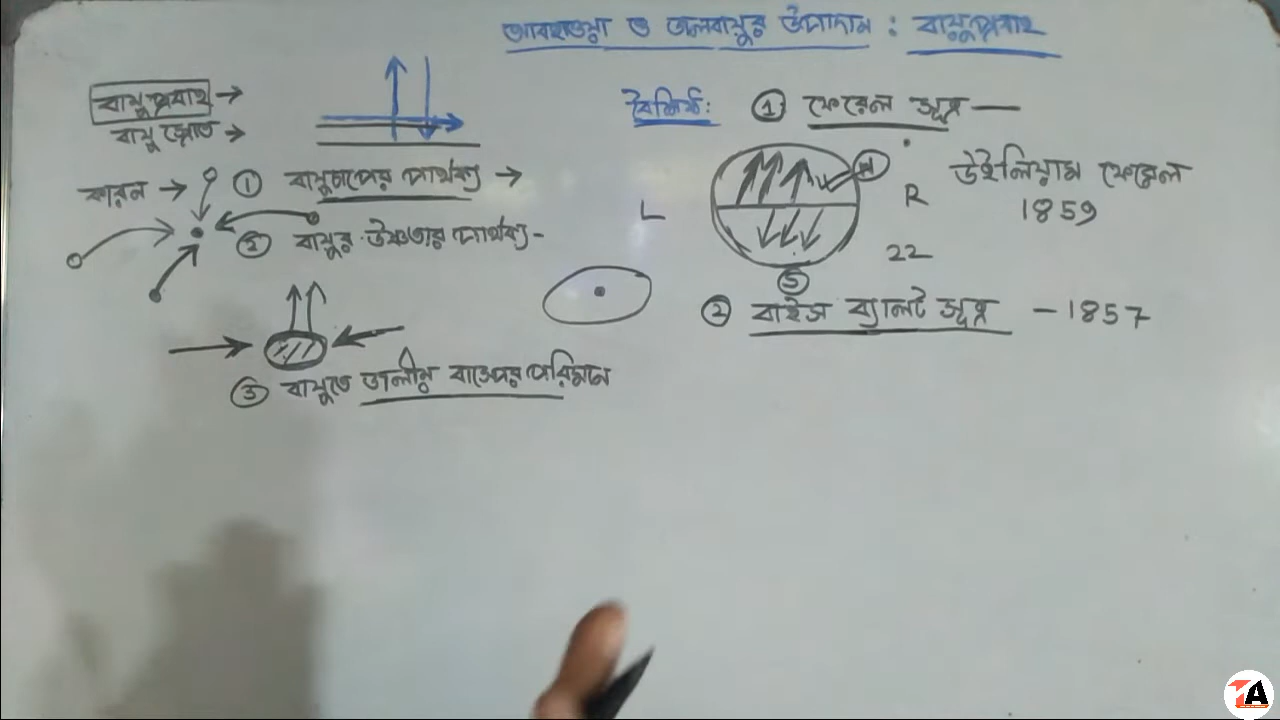 আবহাওয়া ও জলবায়ুর উপাদান : বায়ুপ্রবাহ
বায়ুপ্রবাহ →
বায়ুস্রোত →
কারন → ① বায়ুচাপের পার্থক্য →
② বায়ুর উষ্ণতার পার্থক্য -
③ বায়ুতে জলীয় বাষ্পের পরিমান
বৈশিষ্ট্য: ① ফেরেল সূত্র —
N
L
R
S
উইলিয়াম ফেরেল
1859
22
② বাইস ব্যালট সূত্র - 1857
A